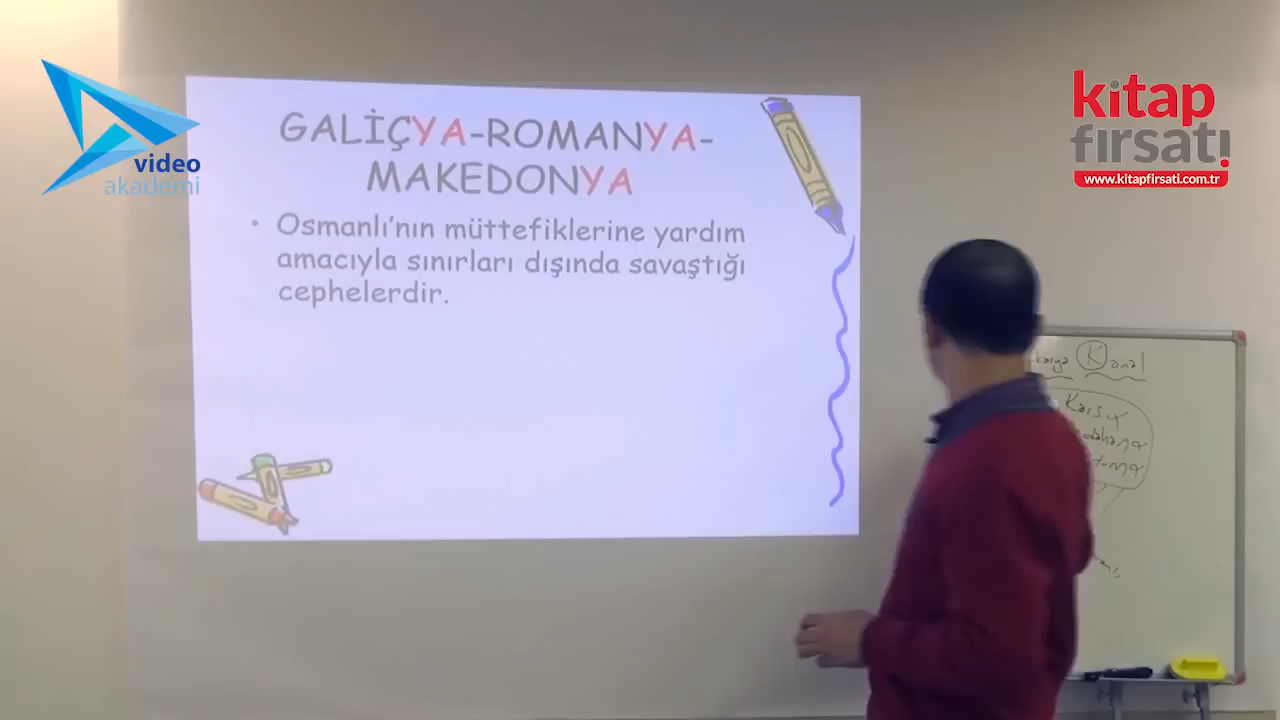 video
akademi
kitap
fırsatı!
www.kitapfirsati.com.tr
GALİÇYA-ROMANYA-
MAKEDONYA
• Osmanlı'nın müttefiklerine yardım
amacıyla sınırları dışında savaştığı
cephelerdir.
Kanal